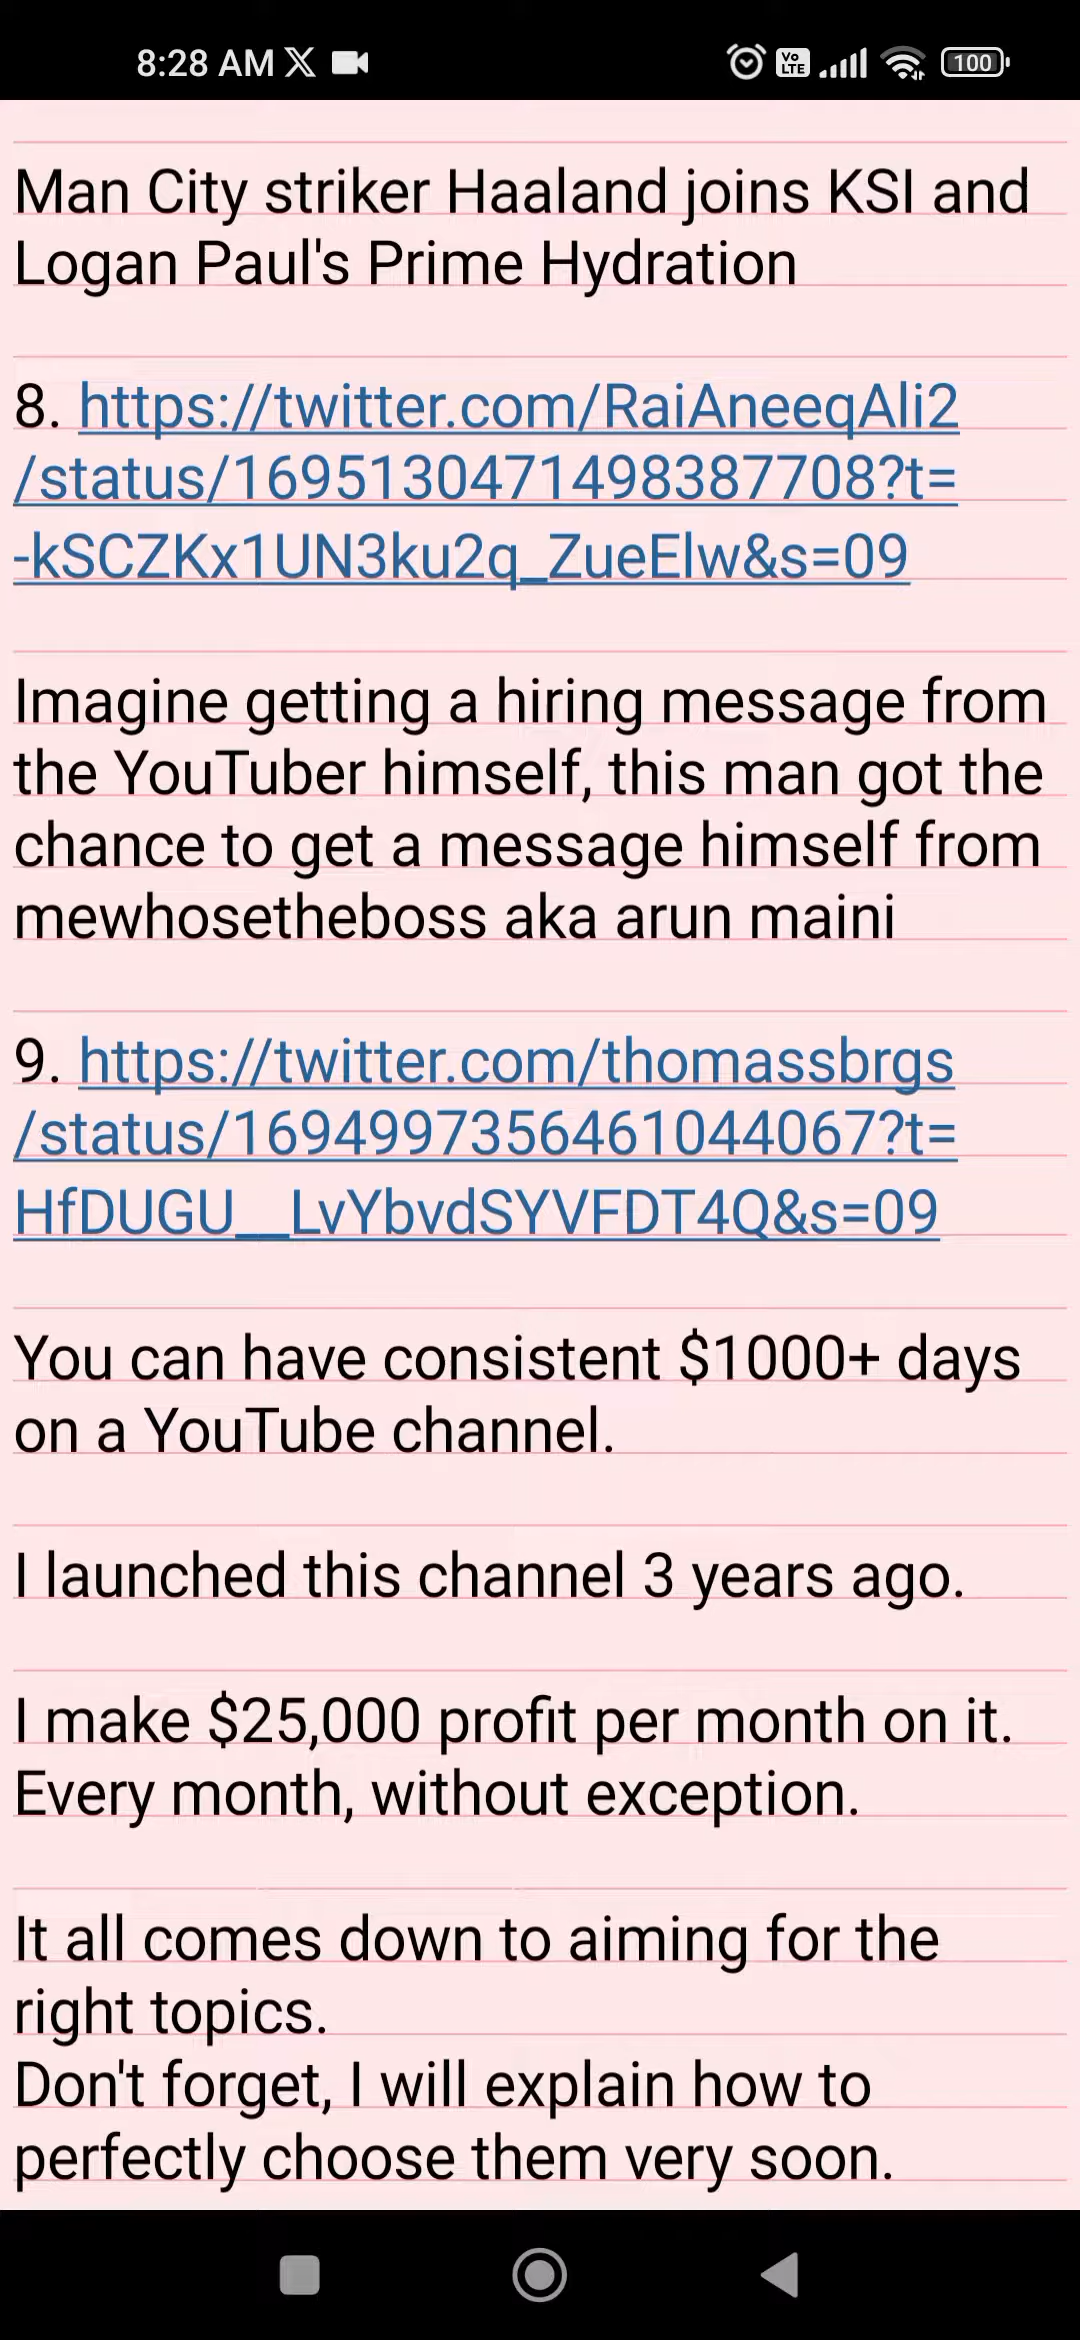 8:28 AM
Vo LTE
100
Man City striker Haaland joins KSI and
Logan Paul's Prime Hydration
8. https://twitter.com/RaiAneeqAli2
/status/1695130471498387708?t=
-kSCZKx1UN3ku2q_ZueElw&s=09
Imagine getting a hiring message from
the YouTuber himself, this man got the
chance to get a message himself from
mewhosetheboss aka arun maini
9. https://twitter.com/thomassbrgs
/status/1694997356461044067?t=
HfDUGU__LvYbvdSYVFDT4Q&s=09
You can have consistent $1000+ days
on a YouTube channel.
I launched this channel 3 years ago.
I make $25,000 profit per month on it.
Every month, without exception.
It all comes down to aiming for the
right topics.
Don't forget, I will explain how to
perfectly choose them very soon.